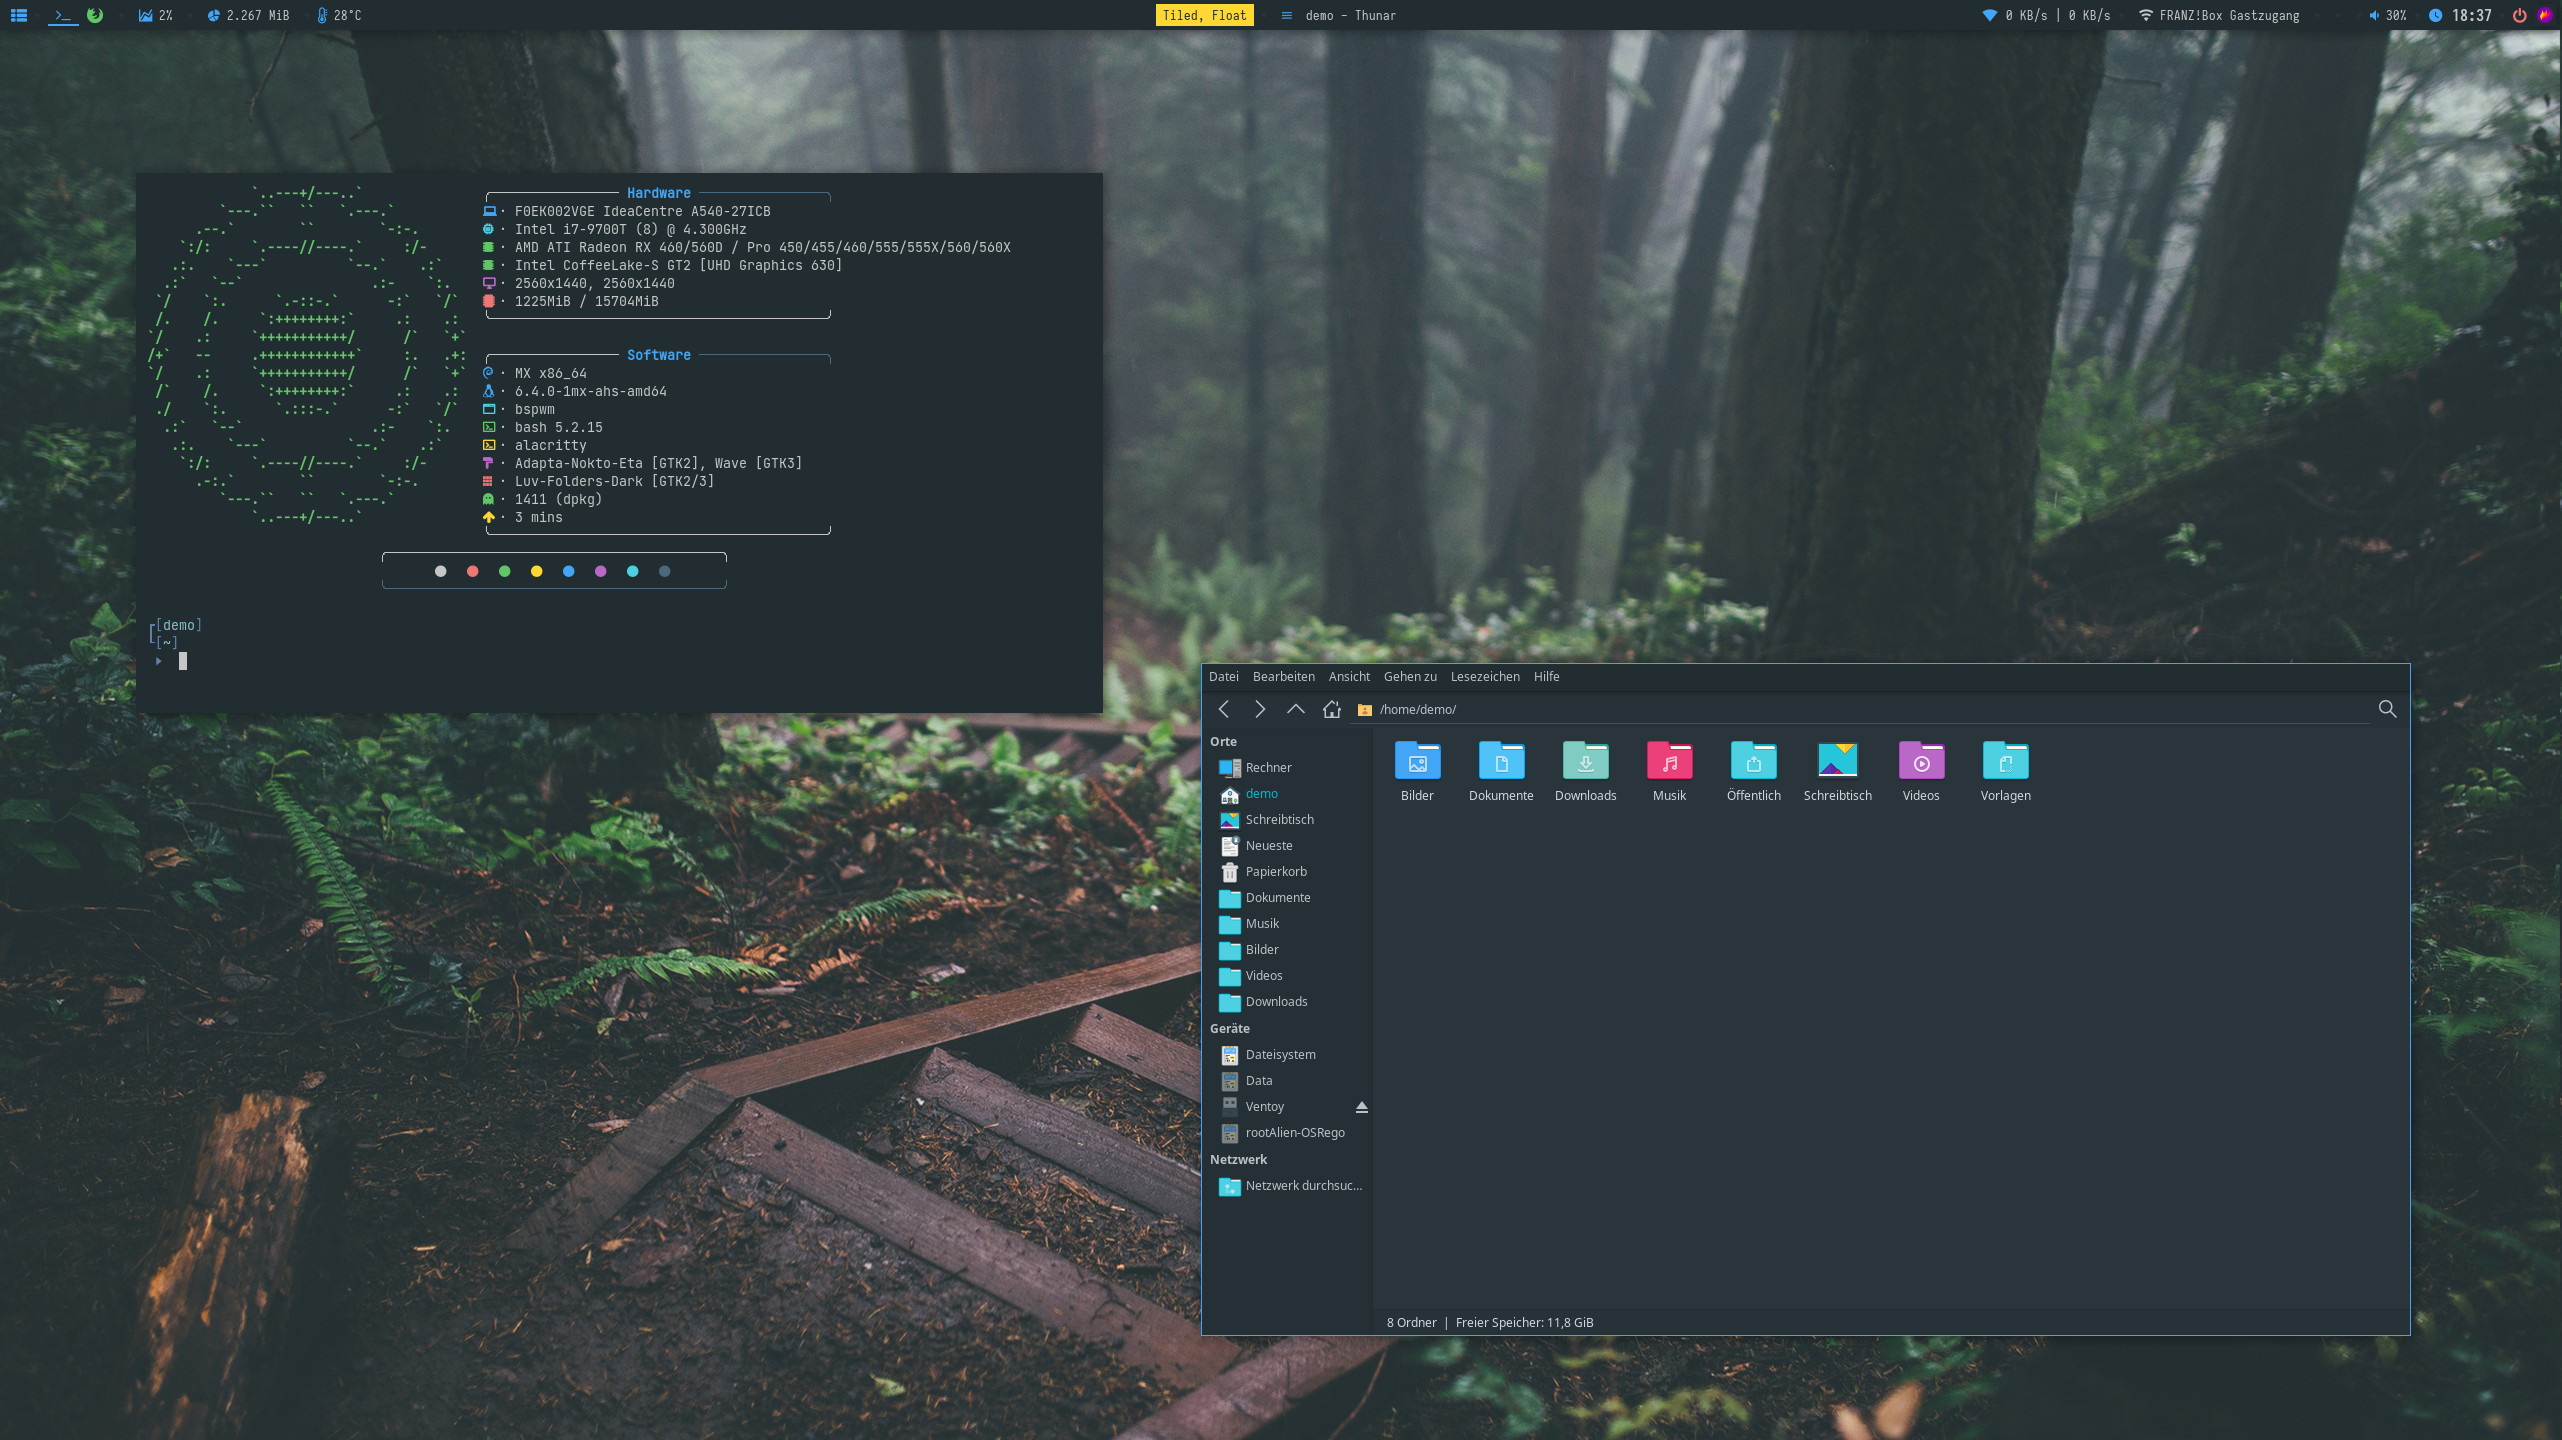 2%
2.267 MiB
28°C
Tiled, Float
demo - Thunar
0 KB/s | 0 KB/s
FRANZ!Box Gastzugang
30%
18:37
Hardware
· F0EK002VGE IdeaCentre A540-27ICB
· Intel i7-9700T (8) @ 4.300GHz
· AMD ATI Radeon RX 460/560D / Pro 450/455/460/555/555X/560/560X
· Intel CoffeeLake-S GT2 [UHD Graphics 630]
· 2560x1440, 2560x1440
· 1225MiB / 15704MiB
Software
· MX x86_64
· 6.4.0-1mx-ahs-amd64
· bspwm
· bash 5.2.15
· alacritty
· Adapta-Nokto-Eta [GTK2], Wave [GTK3]
· Luv-Folders-Dark [GTK2/3]
· 1411 (dpkg)
· 3 mins
[demo]
[~]
Datei Bearbeiten Ansicht Gehen zu Lesezeichen Hilfe
/home/demo/
Orte
Rechner
demo
Schreibtisch
Neueste
Papierkorb
Dokumente
Musik
Bilder
Videos
Downloads
Geräte
Dateisystem
Data
Ventoy
rootAlien-OSRego
Netzwerk
Netzwerk durchsuc...
Bilder Dokumente Downloads Musik Öffentlich Schreibtisch Videos Vorlagen
8 Ordner | Freier Speicher: 11,8 GiB